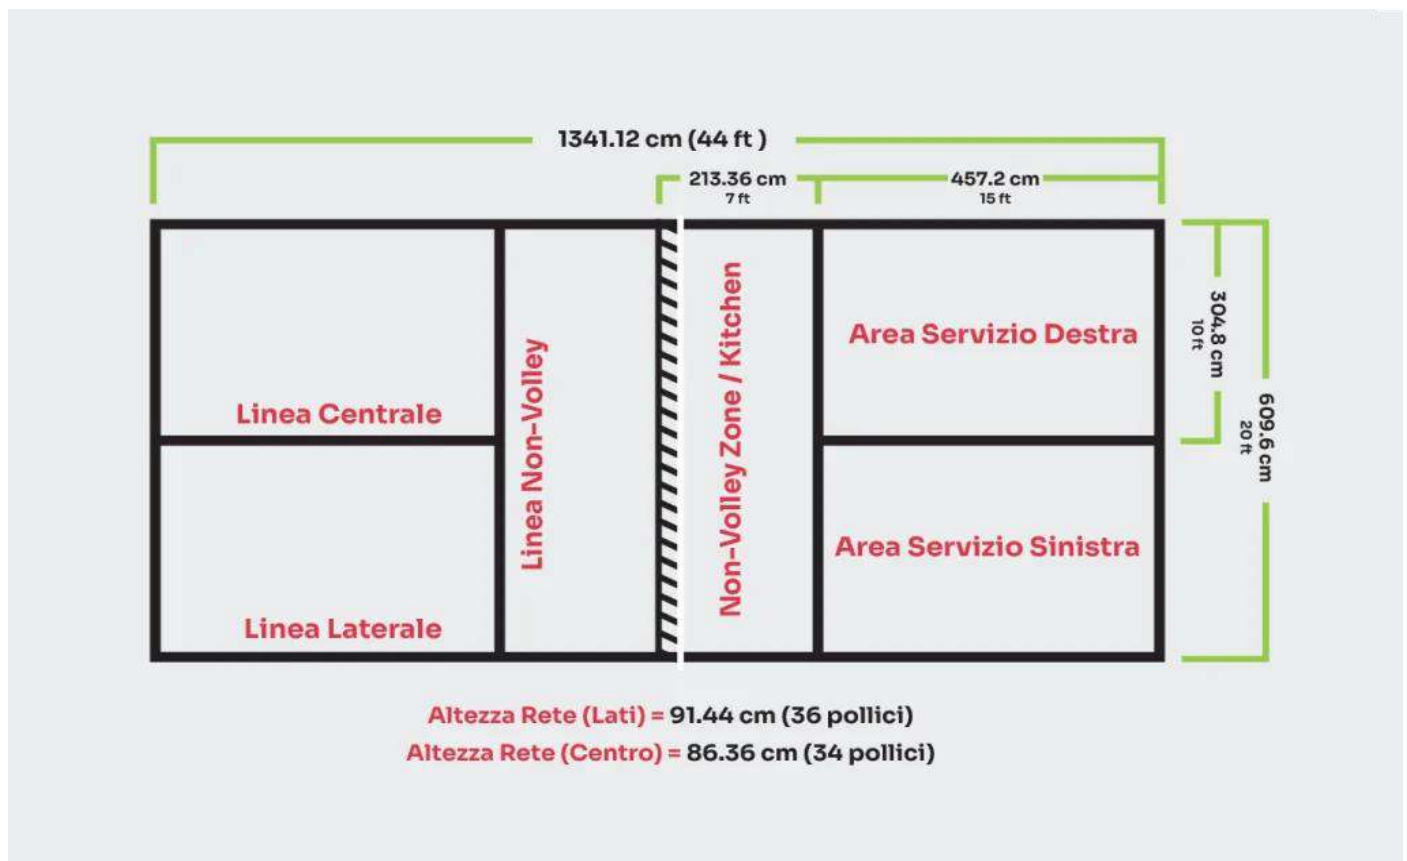 1341.12 cm (44 ft )
213.36 cm
7 ft
457.2 cm
15 ft
Linea Centrale
Linea Laterale
Linea Non-Volley
Non-Volley Zone / Kitchen
Area Servizio Destra
Area Servizio Sinistra
304.8 cm
10 ft
609.6 cm
20 ft
Altezza Rete (Lati) = 91.44 cm (36 pollici)
Altezza Rete (Centro) = 86.36 cm (34 pollici)